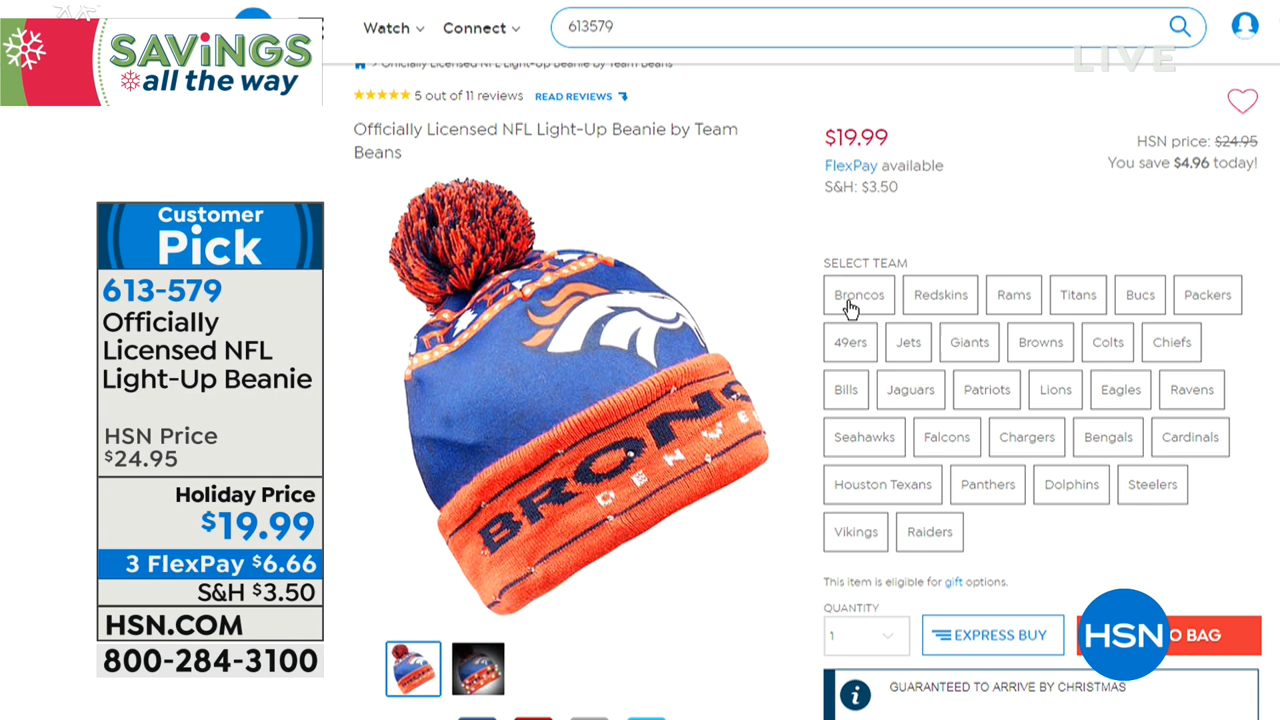 SAVINGS
all the way
Watch
Connect
613579
LIVE
> Officially Licensed NFL Light-Up Beanie by Team Beans
5 out of 11 reviews
READ REVIEWS
Officially Licensed NFL Light-Up Beanie by Team
Beans
$19.99
HSN price: $24.95
FlexPay available
You save $4.96 today!
S&H: $3.50
Customer
Pick
613-579
Officially
Licensed NFL
Light-Up Beanie
HSN Price
$24.95
Holiday Price
$19.99
3 FlexPay $6.66
S&H $3.50
HSN.COM
800-284-3100
BRONC
DENVE
SELECT TEAM
Broncos Redskins Rams Titans Bucs Packers
49ers Jets Giants Browns Colts Chiefs
Bills Jaguars Patriots Lions Eagles Ravens
Seahawks Falcons Chargers Bengals Cardinals
Houston Texans Panthers Dolphins Steelers
Vikings Raiders
This item is eligible for gift options.
QUANTITY
1
EXPRESS BUY
HSN
O BAG
GUARANTEED TO ARRIVE BY CHRISTMAS